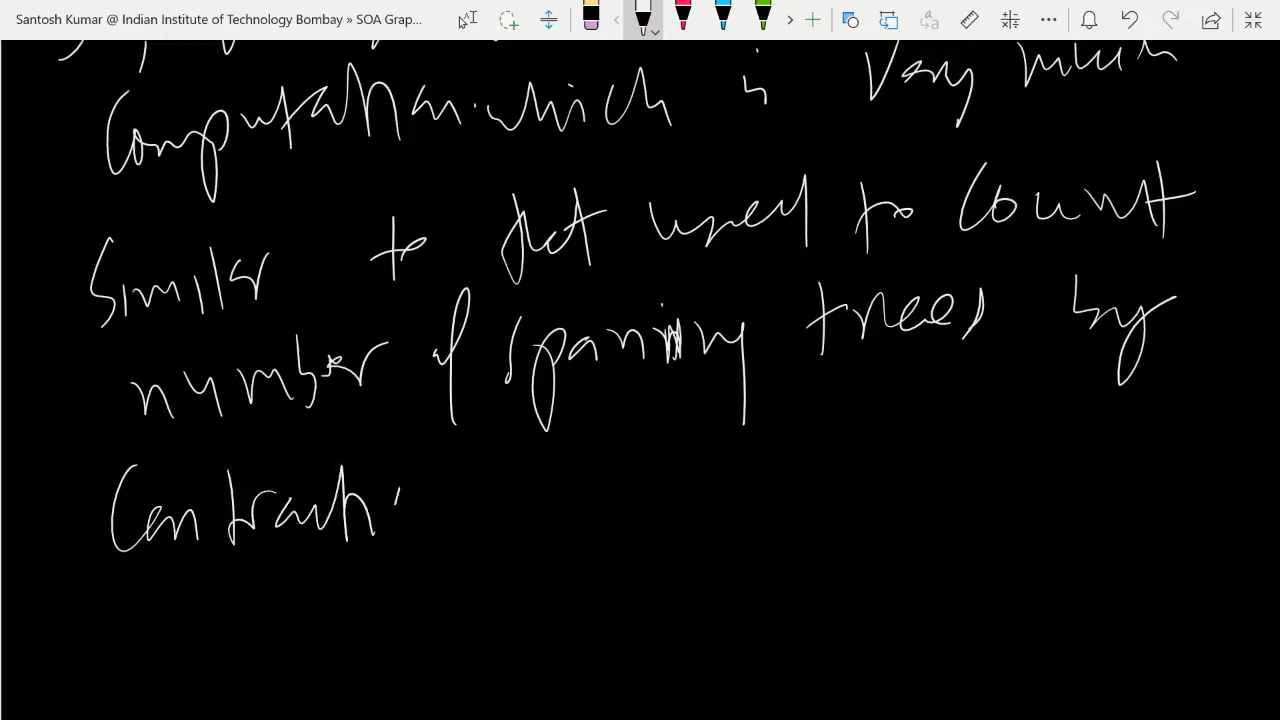 Santosh Kumar @ Indian Institute of Technology Bombay » SOA Grap...
Computation which is very much
Similar to that used to Count
number of spanning trees by
Contracti